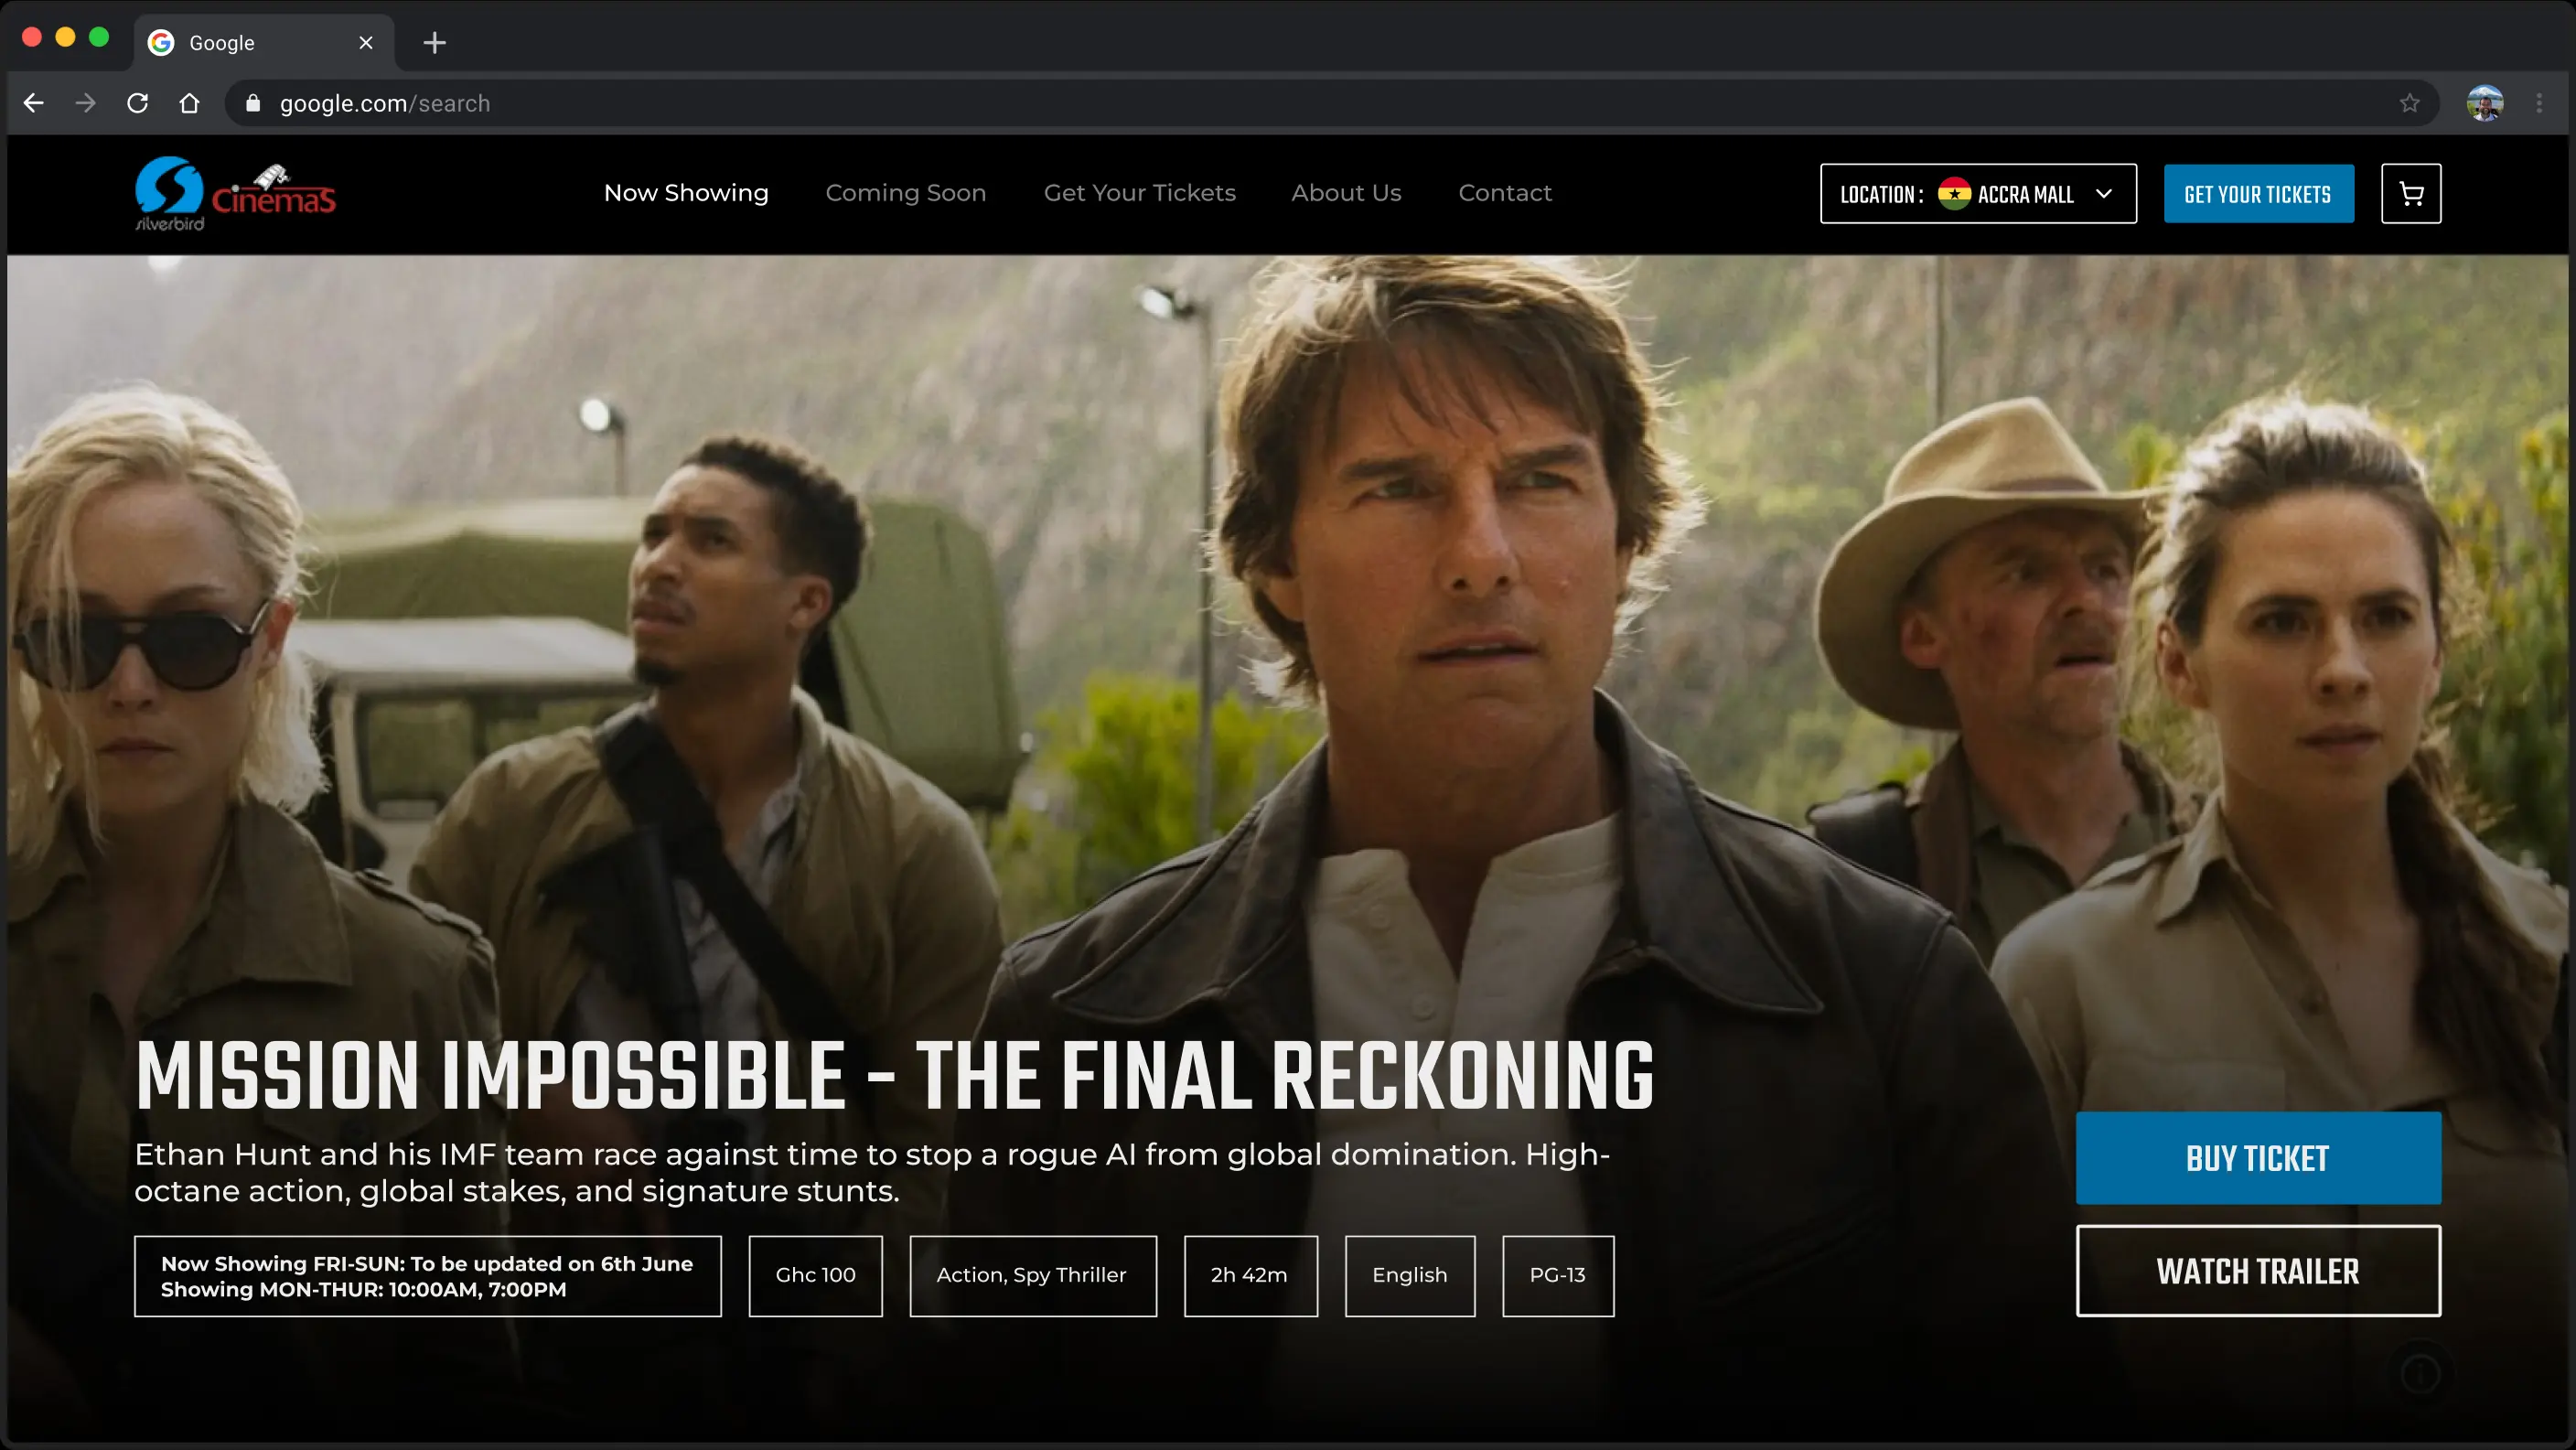 Google
google.com/search
silverbird
cinemas
Now Showing
Coming Soon
Get Your Tickets
About Us
Contact
LOCATION : ACCRA MALL
GET YOUR TICKETS
MISSION IMPOSSIBLE - THE FINAL RECKONING
Ethan Hunt and his IMF team race against time to stop a rogue AI from global domination. High-
octane action, global stakes, and signature stunts.
Now Showing FRI-SUN: To be updated on 6th June
Showing MON-THUR: 10:00AM, 7:00PM
Ghc 100
Action, Spy Thriller
2h 42m
English
PG-13
BUY TICKET
WATCH TRAILER